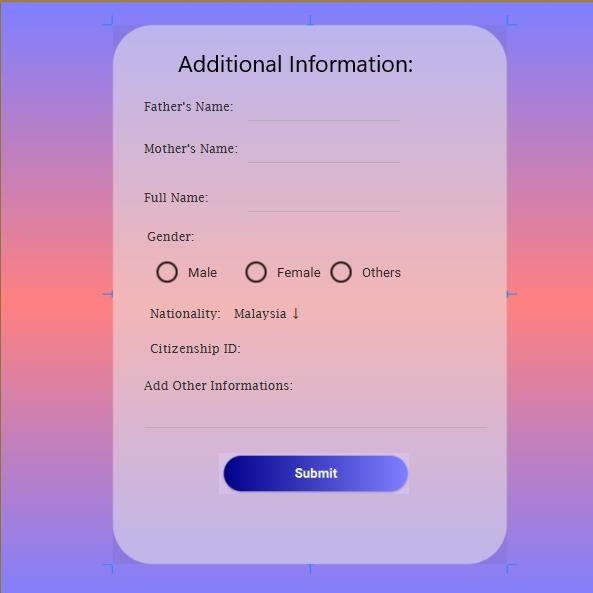 Additional Information:
Father's Name:
Mother's Name:
Full Name:
Gender:
Male Female Others
Nationality: Malaysia ↓
Citizenship ID:
Add Other Informations:
Submit